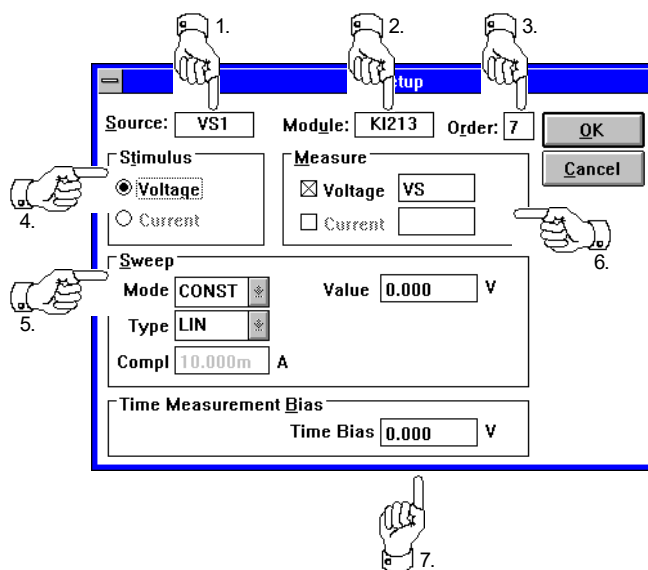 1.
2.
3.
tup
Source: VS1 Module: KI213 Order: 7 OK
Cancel
Stimulus
Voltage
Current
Measure
Voltage VS
Current
4.
6.
Sweep
Mode CONST Value 0.000 V
Type LIN
Compl 10.000m A
5.
Time Measurement Bias
Time Bias 0.000 V
7.